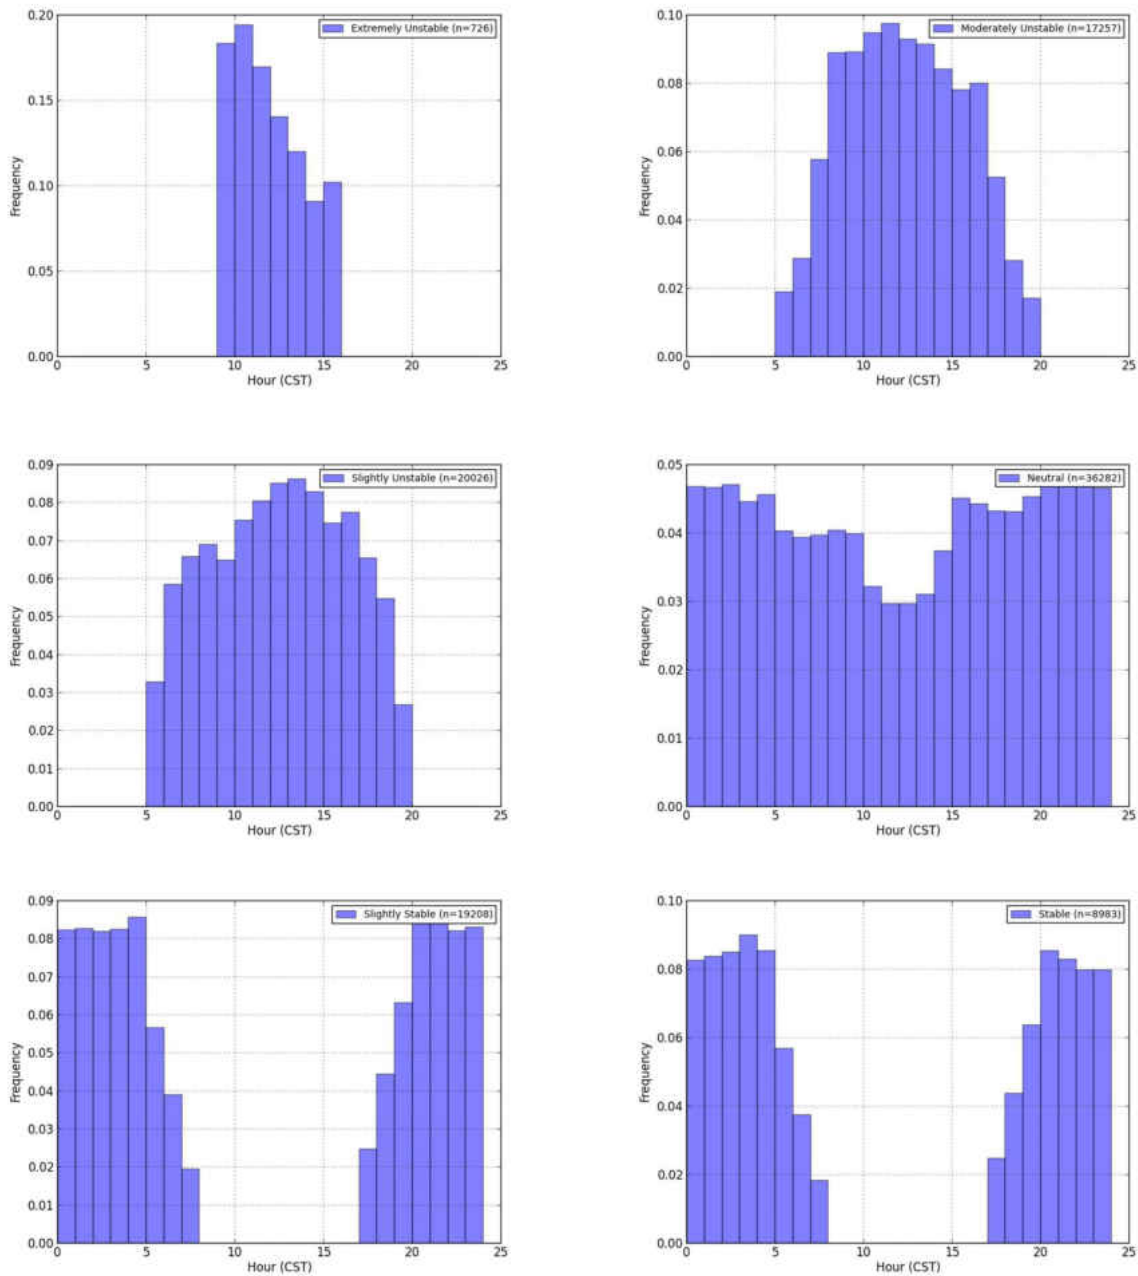 0.20
Extremely Unstable (n=726)
0.15
0.10
0.05
0.00
Frequency
0 5 10 15 20 25
Hour (CST)
0.10
Moderately Unstable (n=17257)
0.08
0.06
0.04
0.02
0.00
Frequency
0 5 10 15 20 25
Hour (CST)
0.09
Slightly Unstable (n=20026)
0.08
0.07
0.06
0.05
0.04
0.03
0.02
0.01
0.00
Frequency
0 5 10 15 20 25
Hour (CST)
0.05
Neutral (n=36282)
0.04
0.03
0.02
0.01
0.00
Frequency
0 5 10 15 20 25
Hour (CST)
0.09
Slightly Stable (n=19208)
0.08
0.07
0.06
0.05
0.04
0.03
0.02
0.01
0.00
Frequency
0 5 10 15 20 25
Hour (CST)
0.10
Stable (n=8983)
0.08
0.06
0.04
0.02
0.00
Frequency
0 5 10 15 20 25
Hour (CST)